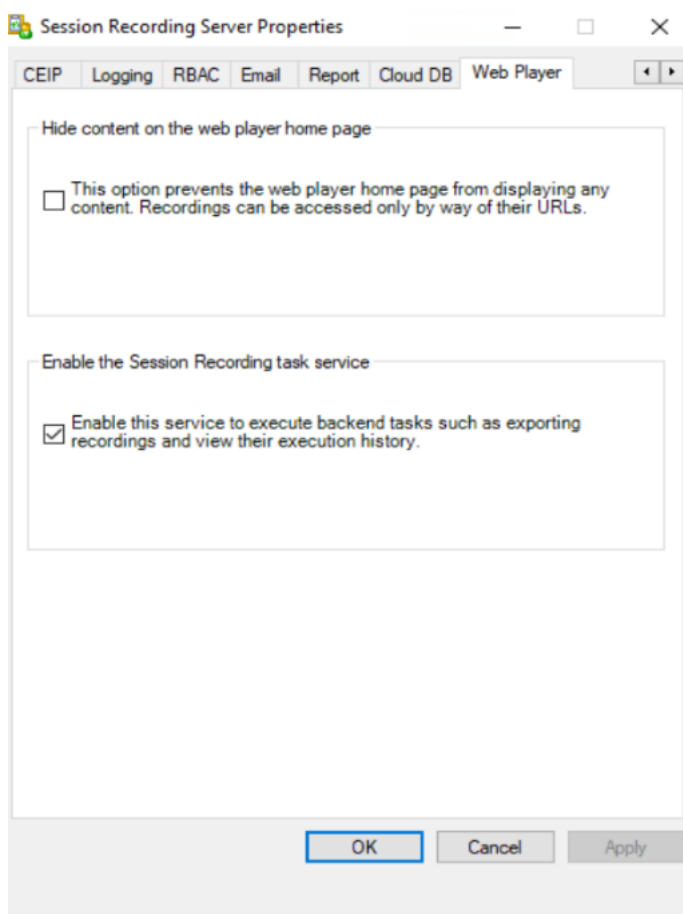 Session Recording Server Properties
CEIP Logging RBAC Email Report Cloud DB Web Player
Hide content on the web player home page
This option prevents the web player home page from displaying any
content. Recordings can be accessed only by way of their URLs.
Enable the Session Recording task service
Enable this service to execute backend tasks such as exporting
recordings and view their execution history.
OK Cancel Apply